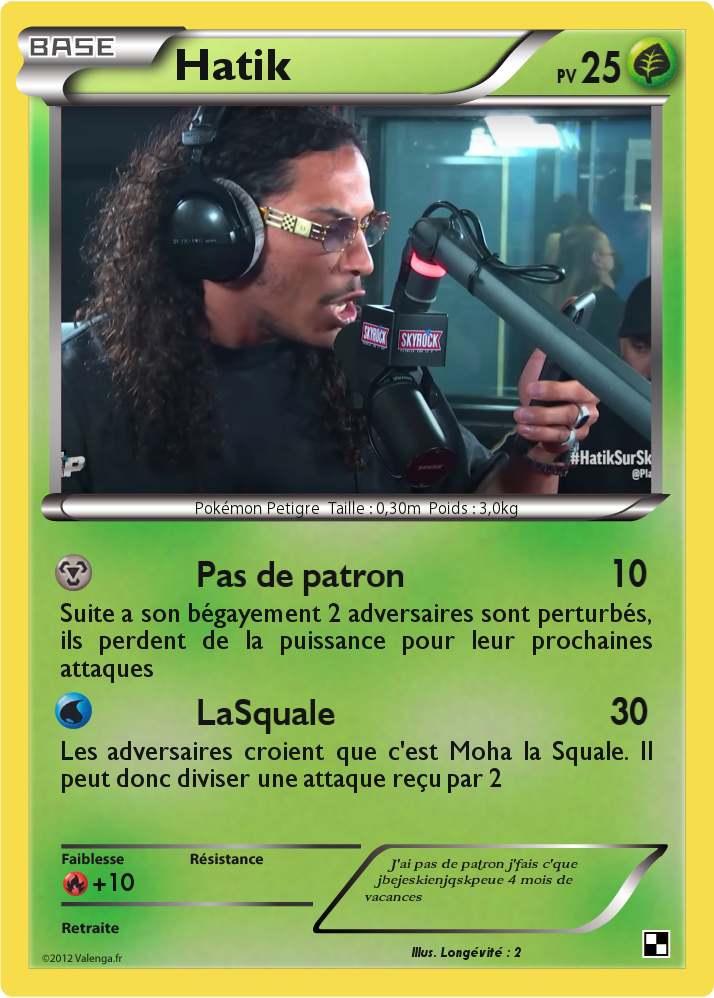 BASE
Hatik
PV 25
SKYROCK
SKYROCK
#HatikSurSk
@Pla
P
Pokémon Petigre Taille : 0,30m Poids : 3,0kg
Pas de patron 10
Suite a son bégayement 2 adversaires sont perturbés,
ils perdent de la puissance pour leur prochaines
attaques
LaSquale 30
Les adversaires croient que c'est Moha la Squale. Il
peut donc diviser une attaque reçu par 2
Faiblesse Résistance
+10
J'ai pas de patron j'fais c'que
jbejeskienjqskpeue 4 mois de
vacances
Retraite
©2012 Valenga.fr
Illus. Longévité : 2